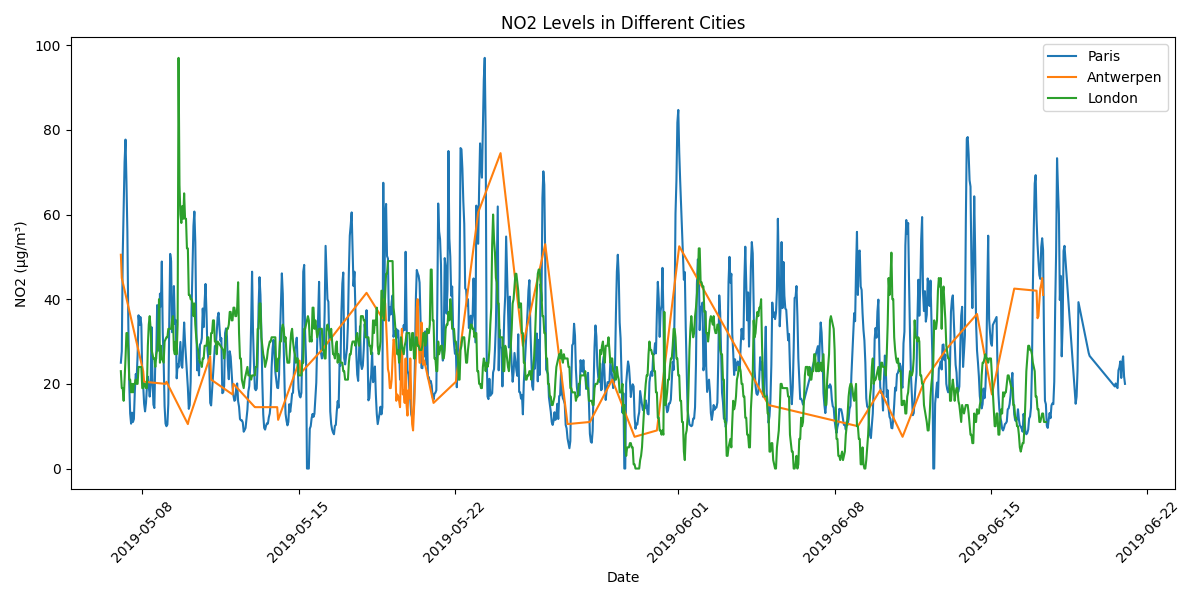 NO2 Levels in Different Cities
100
80
60
40
20
0
NO2 (µg/m³)
Paris
Antwerpen
London
2019-05-08
2019-05-15
2019-05-22
2019-06-01
2019-06-08
2019-06-15
2019-06-22
Date